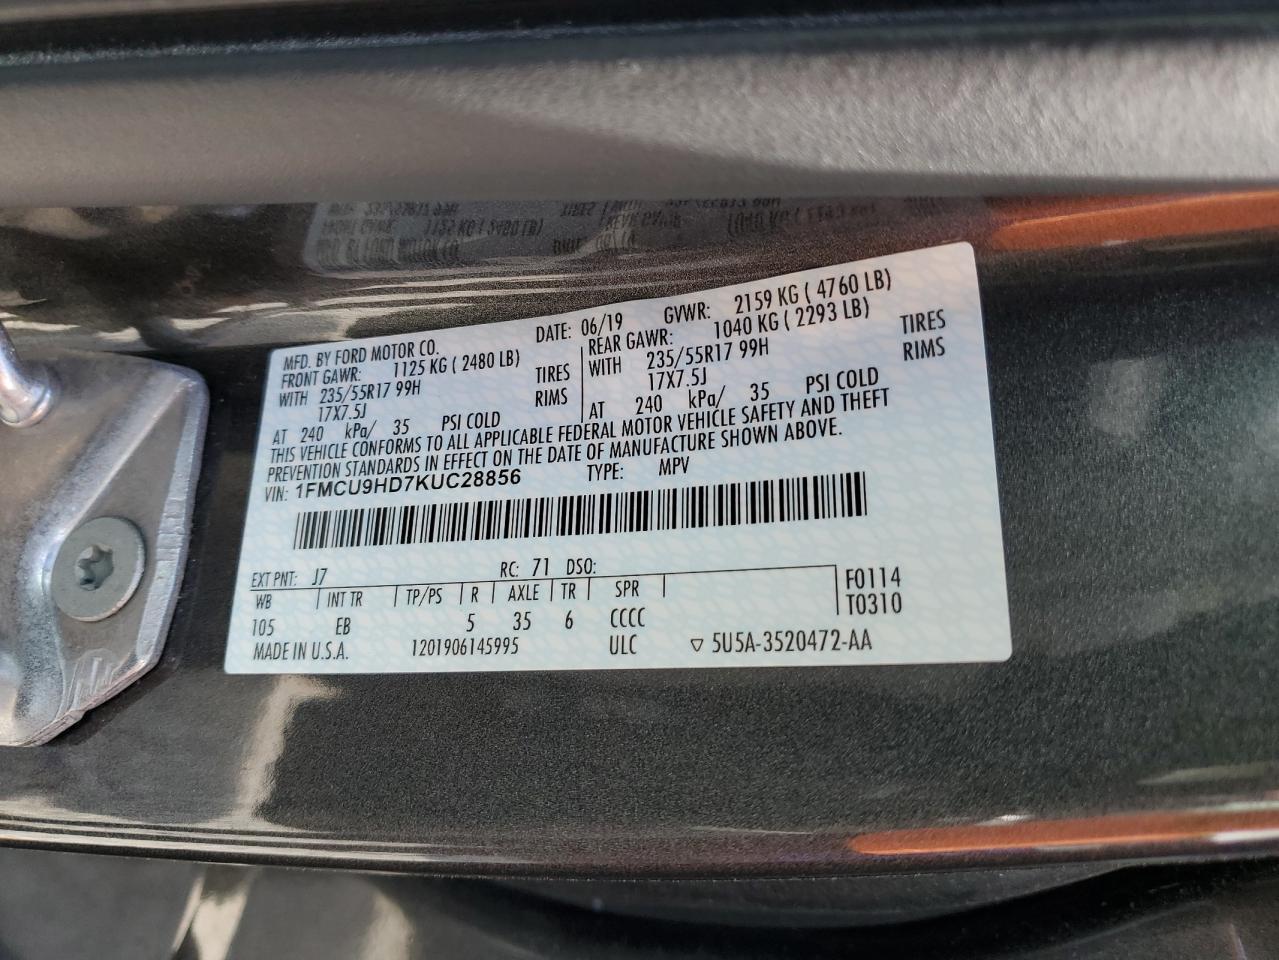 MFD. BY FORD MOTOR CO. DATE: 06/19 GVWR: 2159 KG ( 4760 LB)
FRONT GAWR: 1125 KG ( 2480 LB) REAR GAWR: 1040 KG ( 2293 LB)
WITH 235/55R17 99H TIRES WITH 235/55R17 99H TIRES
17X7.5J RIMS 17X7.5J RIMS
AT 240 kPa/ 35 PSI COLD AT 240 kPa/ 35 PSI COLD
THIS VEHICLE CONFORMS TO ALL APPLICABLE FEDERAL MOTOR VEHICLE SAFETY AND THEFT
PREVENTION STANDARDS IN EFFECT ON THE DATE OF MANUFACTURE SHOWN ABOVE.
VIN: 1FMCU9HD7KUC28856 TYPE: MPV
EXT PNT: J7 RC: 71 DSO:
WB INT TR TP/PS R AXLE TR SPR F0114
105 EB 5 35 6 CCCC T0310
MADE IN U.S.A. 1201906145995 ULC ▽ 5U5A-3520472-AA